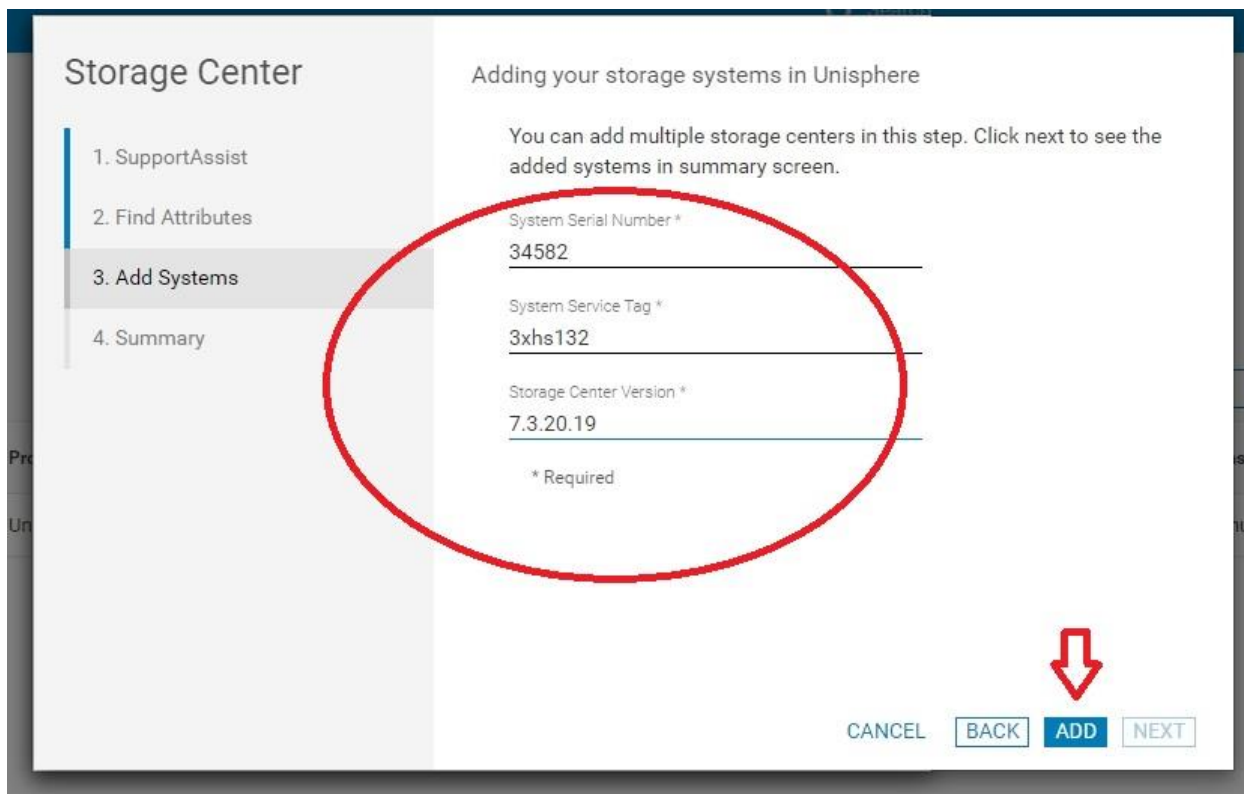 Storage Center
1. SupportAssist
2. Find Attributes
3. Add Systems
4. Summary
Adding your storage systems in Unisphere
You can add multiple storage centers in this step. Click next to see the
added systems in summary screen.
System Serial Number *
34582
System Service Tag *
3xhs132
Storage Center Version *
7.3.20.19
* Required
CANCEL BACK ADD NEXT
Pro
Un